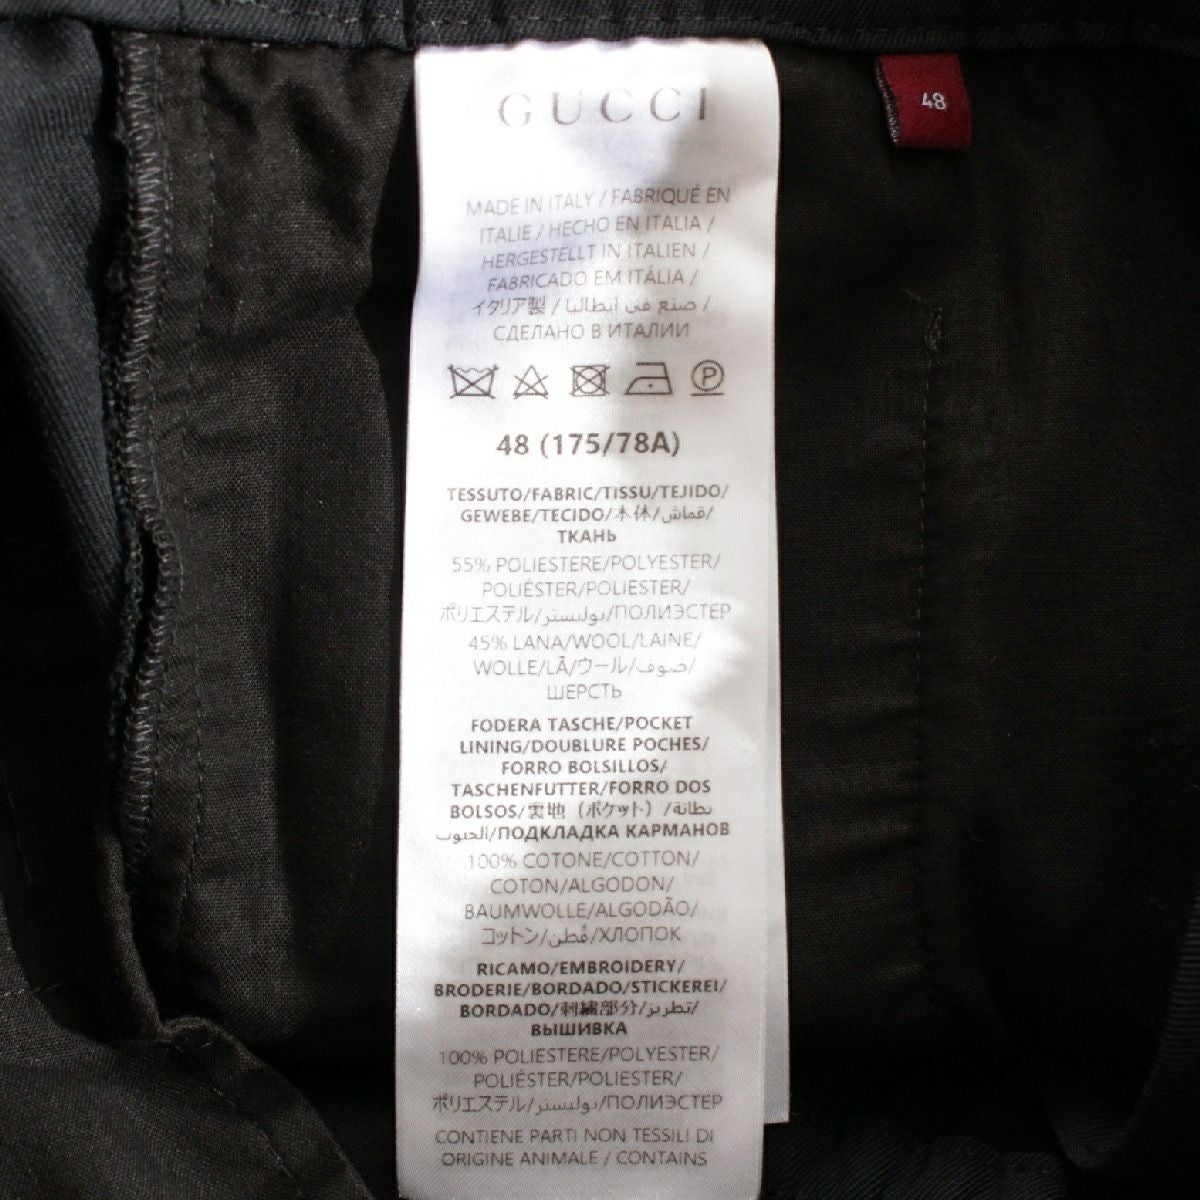 GUCCI
48
MADE IN ITALY / FABRIQUÉ EN
ITALIE / HECHO EN ITALIA /
HERGESTELLT IN ITALIEN /
FABRICADO EM ITÁLIA /
イタリア製 / صنع في ايطاليا /
СДЕЛАНО В ИТАЛИИ
P
48 (175/78A)
TESSUTO/FABRIC/TISSU/TEJIDO/
GEWEBE/TECIDO/本体/قماش/
ТКАНЬ
55% POLIESTERE/POLYESTER/
POLIÉSTER/POLIESTER/
ポリエステル/بوليستر/ПОЛИЭСТЕР
45% LANA/WOOL/LAINE/
WOLLE/LÃ/ウール/صوف/
ШЕРСТЬ
FODERA TASCHE/POCKET
LINING/DOUBLURE POCHES/
FORRO BOLSILLOS/
TASCHENFUTTER/FORRO DOS
BOLSOS/裏地 (ポケット)/بطانة
الجيوب/ПОДКЛАДКА КАРМАНОВ
100% COTONE/COTTON/
COTON/ALGODON/
BAUMWOLLE/ALGODÃO/
コットン/قُطن/ХЛОПОК
RICAMO/EMBROIDERY/
BRODERIE/BORDADO/STICKEREI/
BORDADO/刺繍部分/تطريز/
ВЫШИВКА
100% POLIESTERE/POLYESTER/
POLIÉSTER/POLIESTER/
ポリエステル/بوليستر/ПОЛИЭСТЕР
CONTIENE PARTI NON TESSILI DI
ORIGINE ANIMALE / CONTAINS